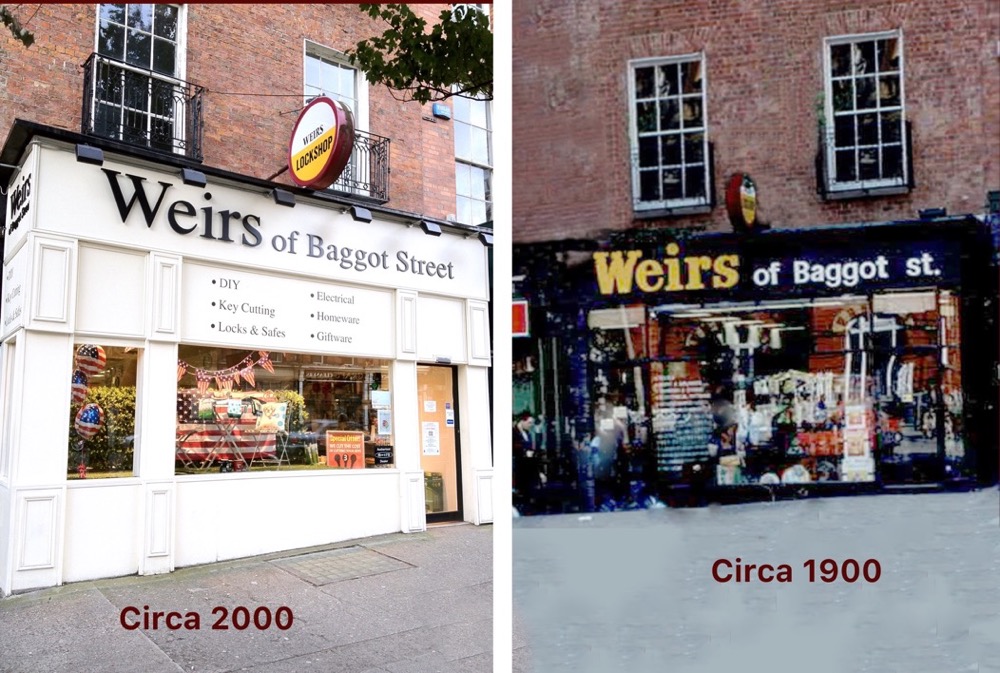 WEIRS
LOCKSHOP
Weirs of Baggot Street
• DIY
• Key Cutting
• Locks & Safes
• Electrical
• Homeware
• Giftware
Circa 2000
Weirs of Baggot st.
Circa 1900